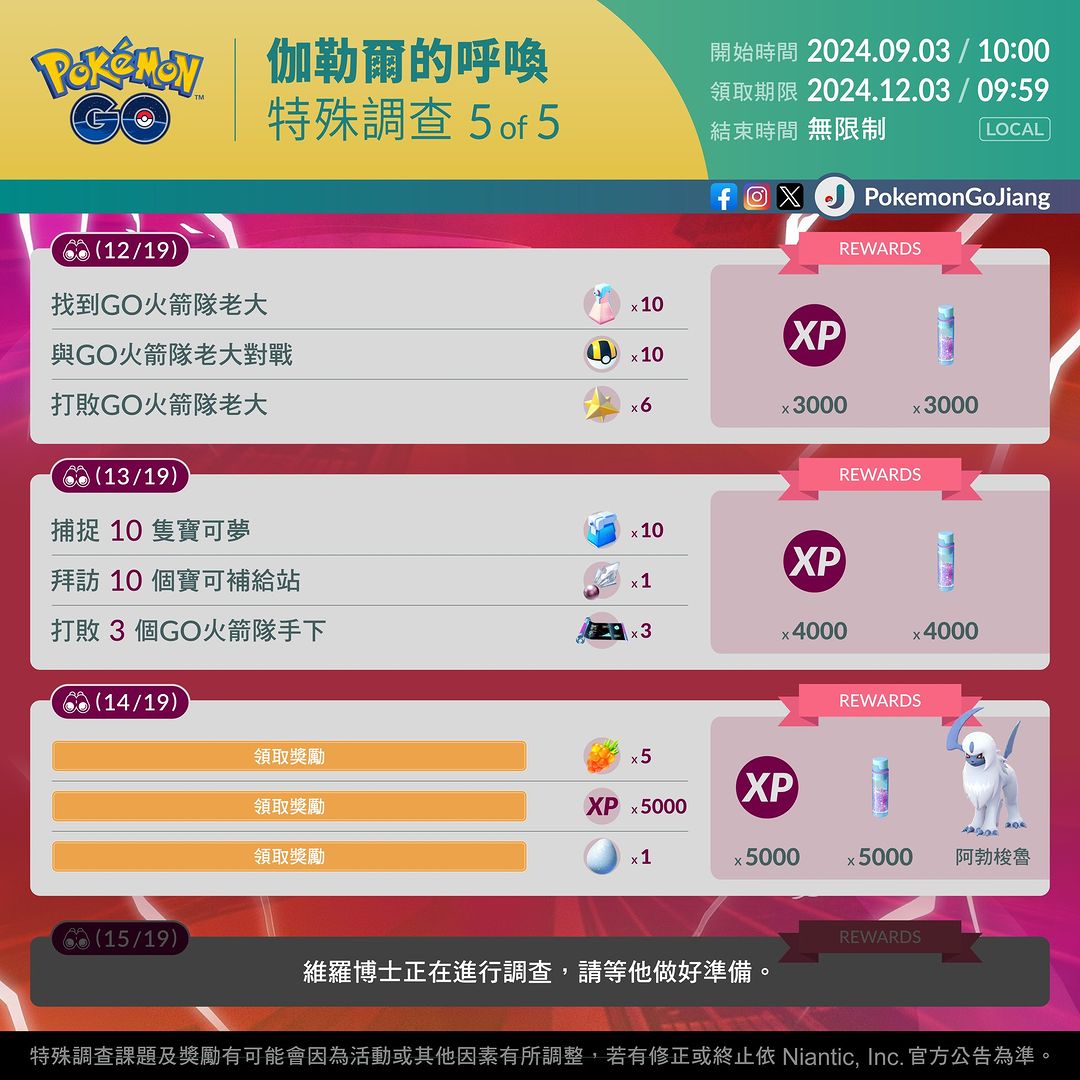 POKÉMON GO
TM
伽勒爾的呼喚
特殊調查 5 of 5
開始時間 2024.09.03 / 10:00
領取期限 2024.12.03 / 09:59
結束時間 無限制 LOCAL
PokemonGoJiang
(12/19) REWARDS
找到GO火箭隊老大 x10
與GO火箭隊老大對戰 x10
打敗GO火箭隊老大 x6
XP
x3000 x3000
(13/19) REWARDS
捕捉 10 隻寶可夢 x10
拜訪 10 個寶可補給站 x1
打敗 3 個GO火箭隊手下 x3
XP
x4000 x4000
(14/19) REWARDS
領取獎勵 x5
領取獎勵 XP x5000
領取獎勵 x1
XP
x5000 x5000 阿勃梭魯
(15/19) REWARDS
維羅博士正在進行調查，請等他做好準備。
特殊調查課題及獎勵有可能會因為活動或其他因素有所調整，若有修正或終止依 Niantic, Inc. 官方公告為準。